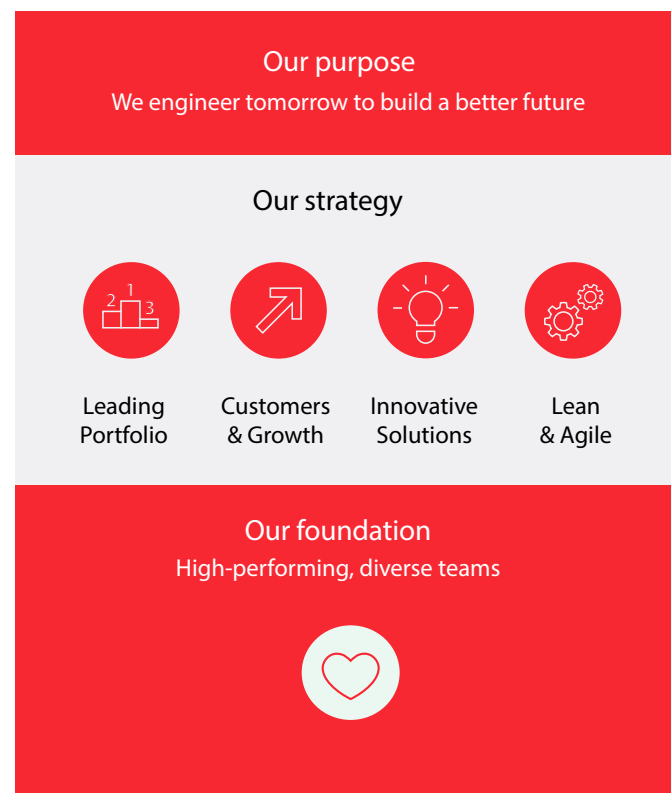 Our purpose
We engineer tomorrow to build a better future
Our strategy
2 1 3
Leading
Portfolio
Customers
& Growth
Innovative
Solutions
Lean
& Agile
Our foundation
High-performing, diverse teams